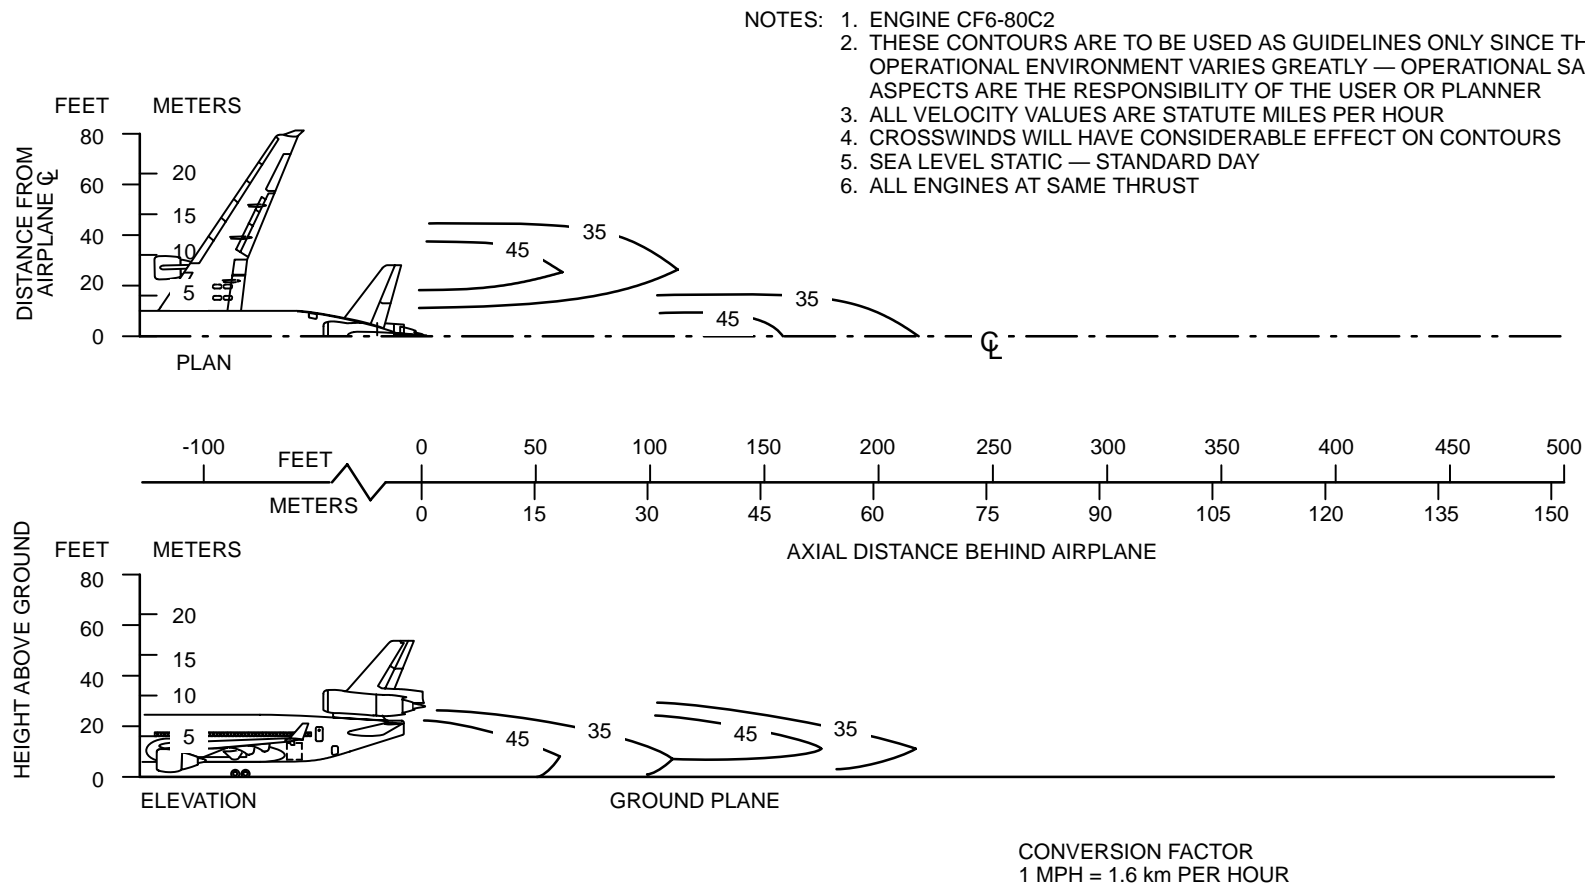 NOTES: 1. ENGINE CF6-80C2
2. THESE CONTOURS ARE TO BE USED AS GUIDELINES ONLY SINCE TH
OPERATIONAL ENVIRONMENT VARIES GREATLY — OPERATIONAL SA
ASPECTS ARE THE RESPONSIBILITY OF THE USER OR PLANNER
3. ALL VELOCITY VALUES ARE STATUTE MILES PER HOUR
4. CROSSWINDS WILL HAVE CONSIDERABLE EFFECT ON CONTOURS
5. SEA LEVEL STATIC — STANDARD DAY
6. ALL ENGINES AT SAME THRUST
FEET METERS
DISTANCE FROM
AIRPLANE ℄
80
60
40
20
0
20
15
10
5
35
45
35
45
℄
PLAN
-100 0 50 100 150 200 250 300 350 400 450 500
FEET
METERS
0 15 30 45 60 75 90 105 120 135 150
AXIAL DISTANCE BEHIND AIRPLANE
HEIGHT ABOVE GROUND
FEET METERS
80
60
40
20
0
20
15
10
5
45
35
45
35
ELEVATION
GROUND PLANE
CONVERSION FACTOR
1 MPH = 1.6 km PER HOUR